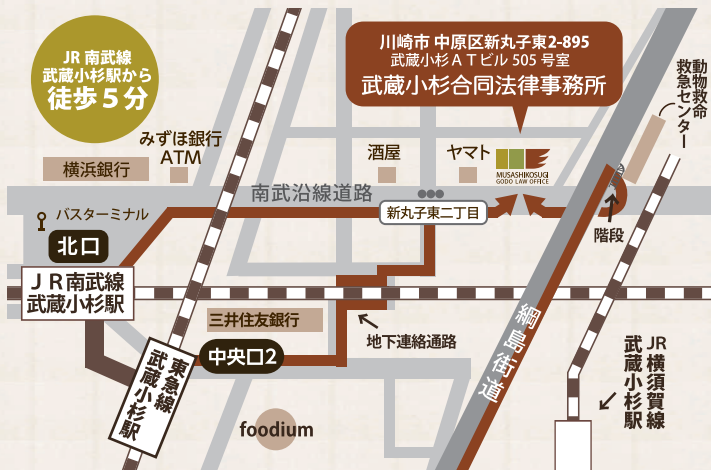 JR 南武線
武蔵小杉駅から
徒歩5分
川崎市 中原区新丸子東2-895
武蔵小杉ATビル 505 号室
武蔵小杉合同法律事務所
動物救命
救急センター
みずほ銀行
ATM
横浜銀行
酒屋
ヤマト
MUSASHIKOSUGI
GODO LAW OFFICE
南武沿線道路
新丸子東二丁目
バスターミナル
北口
階段
JR南武線
武蔵小杉駅
三井住友銀行
地下連絡通路
綱島街道
中央口2
東急線
武蔵小杉駅
JR横須賀線
武蔵小杉駅
foodium